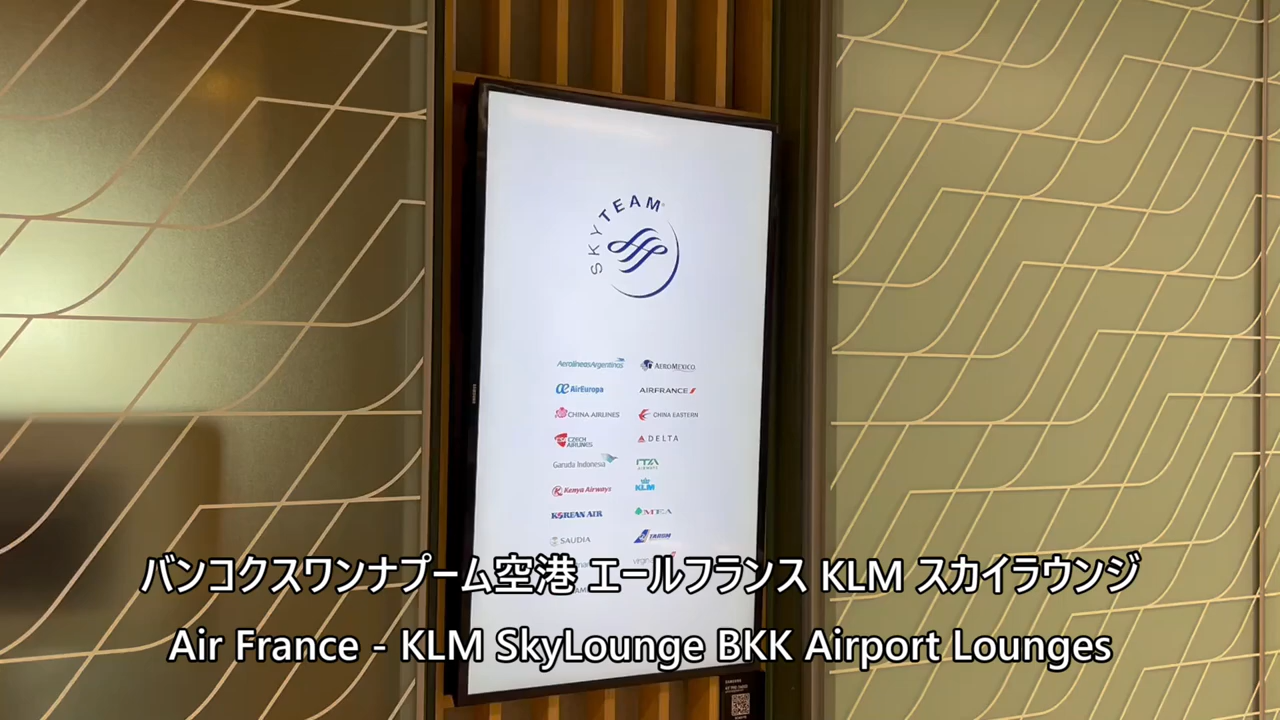 SKYTEAM
AerolíneasArgentinas AEROMEXICO
AirEuropa AIRFRANCE
CHINA AIRLINES CHINA EASTERN
CZECH AIRLINES DELTA
Garuda Indonesia ITA AIRWAYS
Kenya Airways KLM
KOREAN AIR MEA
SAUDIA TAROM
バンコクスワンナプーム空港 エールフランス KLM スカイラウンジ
Air France - KLM SkyLounge BKK Airport Lounges
SAMSUNG